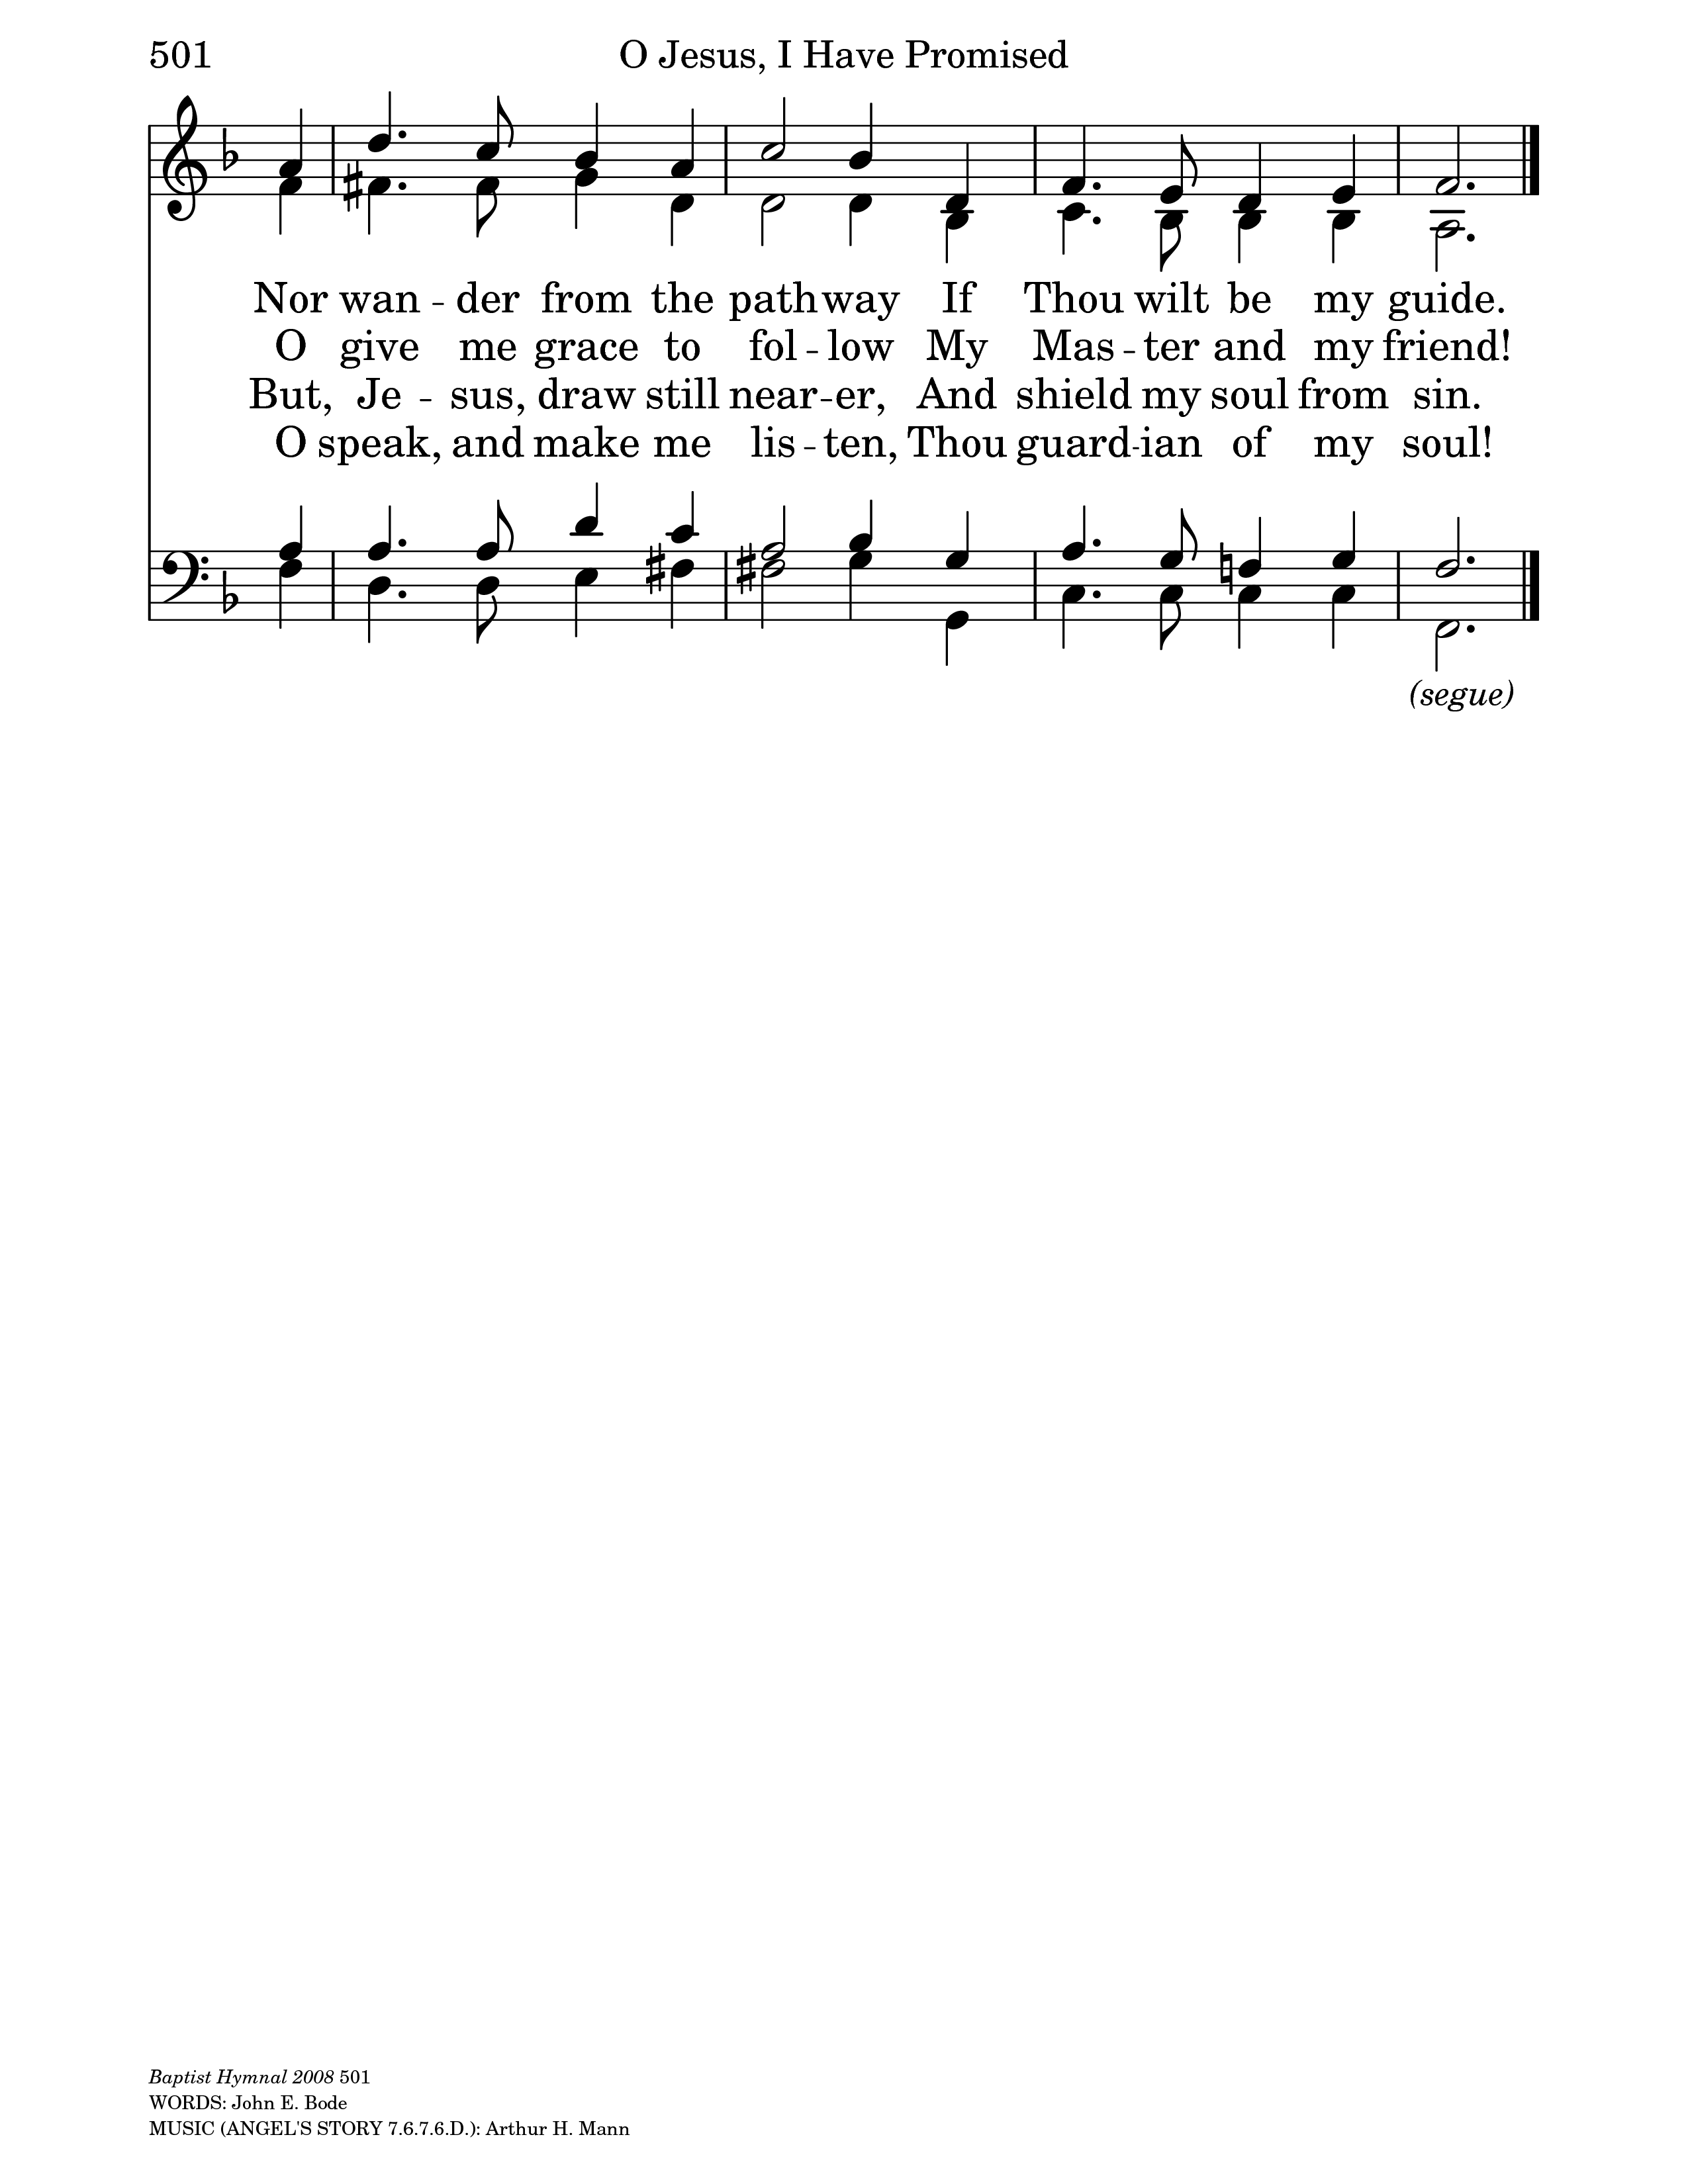 501 O Jesus, I Have Promised
Nor wan - der from the pathway If Thou wilt be my guide.
O give me grace to fol - low My Mas - ter and my friend!
But, Je - sus, draw still near - er, And shield my soul from sin.
O speak, and make me lis - ten, Thou guard - ian of my soul!
(segue)
Baptist Hymnal 2008 501
WORDS: John E. Bode
MUSIC (ANGEL'S STORY 7.6.7.6.D.): Arthur H. Mann